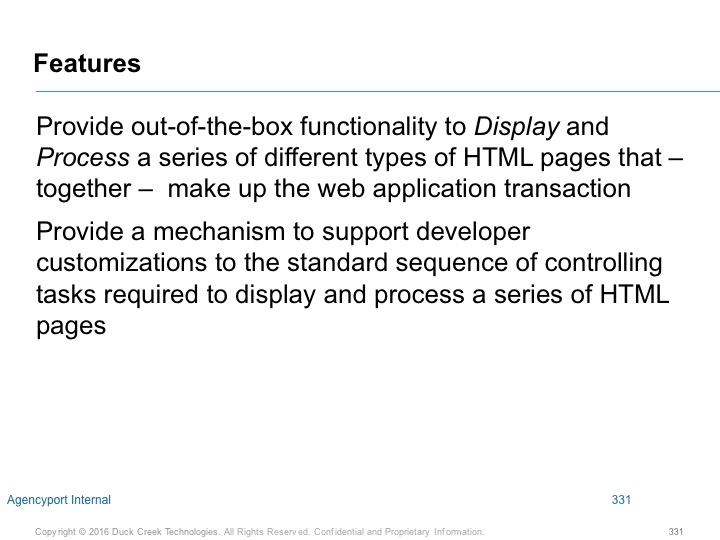 Features
Provide out-of-the-box functionality to Display and
Process a series of different types of HTML pages that –
together –  make up the web application transaction
Provide a mechanism to support developer
customizations to the standard sequence of controlling
tasks required to display and process a series of HTML
pages
Agencyport Internal 331
Copyright © 2016 Duck Creek Technologies. All Rights Reserved. Confidential and Proprietary Information. 331